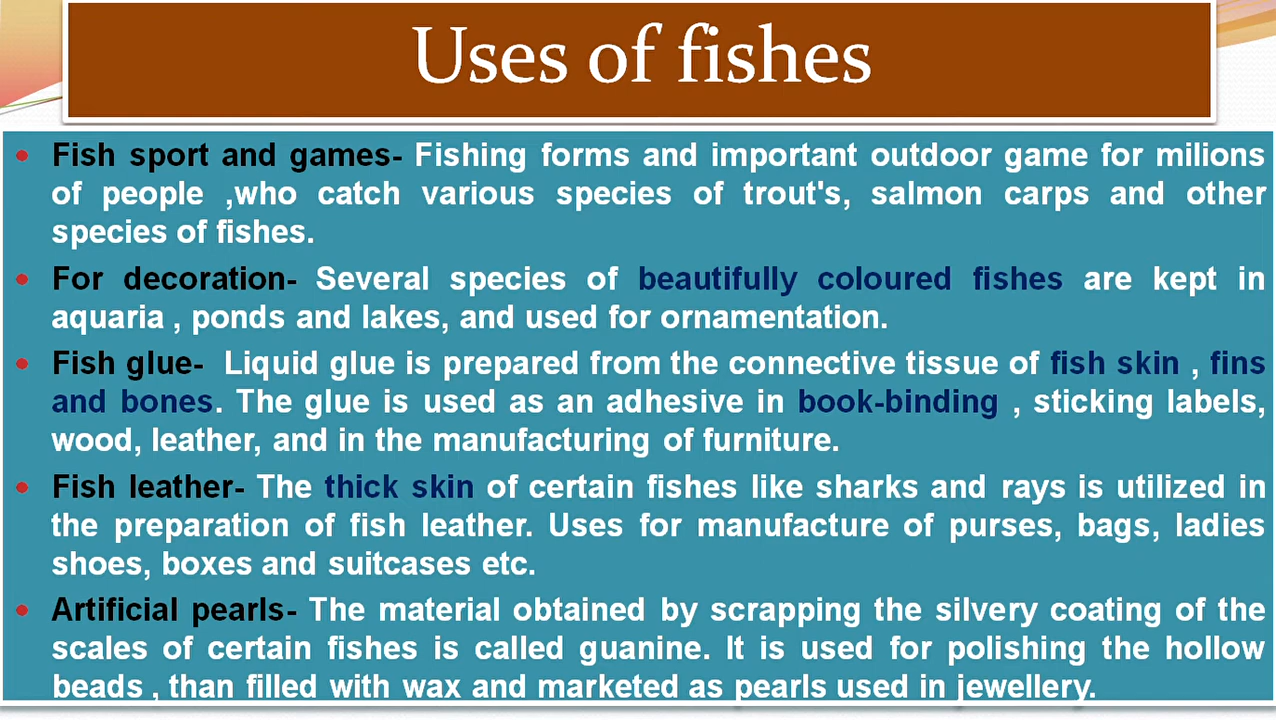 Uses of fishes
• Fish sport and games- Fishing forms and important outdoor game for milions
of people ,who catch various species of trout's, salmon carps and other
species of fishes.
• For decoration- Several species of beautifully coloured fishes are kept in
aquaria , ponds and lakes, and used for ornamentation.
• Fish glue- Liquid glue is prepared from the connective tissue of fish skin , fins
and bones. The glue is used as an adhesive in book-binding , sticking labels,
wood, leather, and in the manufacturing of furniture.
• Fish leather- The thick skin of certain fishes like sharks and rays is utilized in
the preparation of fish leather. Uses for manufacture of purses, bags, ladies
shoes, boxes and suitcases etc.
• Artificial pearls- The material obtained by scrapping the silvery coating of the
scales of certain fishes is called guanine. It is used for polishing the hollow
beads , than filled with wax and marketed as pearls used in jewellery.